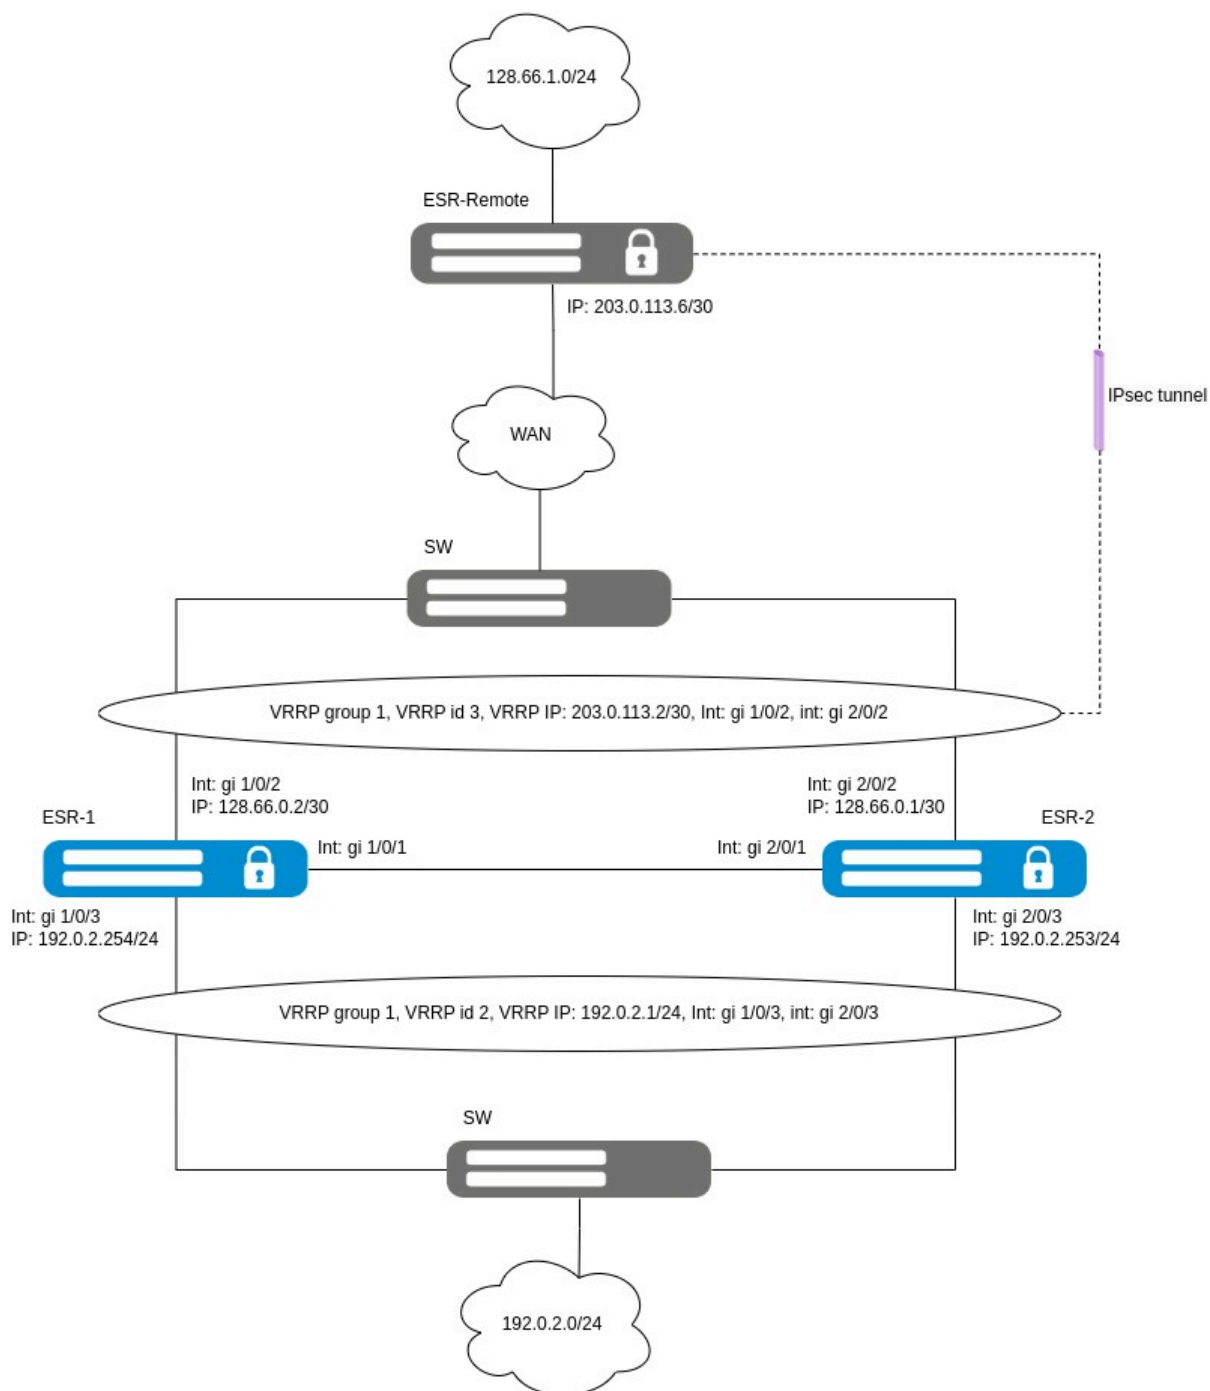 128.66.1.0/24
ESR-Remote
IP: 203.0.113.6/30
IPsec tunnel
WAN
SW
VRRP group 1, VRRP id 3, VRRP IP: 203.0.113.2/30, Int: gi 1/0/2, int: gi 2/0/2
Int: gi 1/0/2
IP: 128.66.0.2/30
Int: gi 2/0/2
IP: 128.66.0.1/30
ESR-1
ESR-2
Int: gi 1/0/1
Int: gi 2/0/1
Int: gi 1/0/3
IP: 192.0.2.254/24
Int: gi 2/0/3
IP: 192.0.2.253/24
VRRP group 1, VRRP id 2, VRRP IP: 192.0.2.1/24, Int: gi 1/0/3, int: gi 2/0/3
SW
192.0.2.0/24